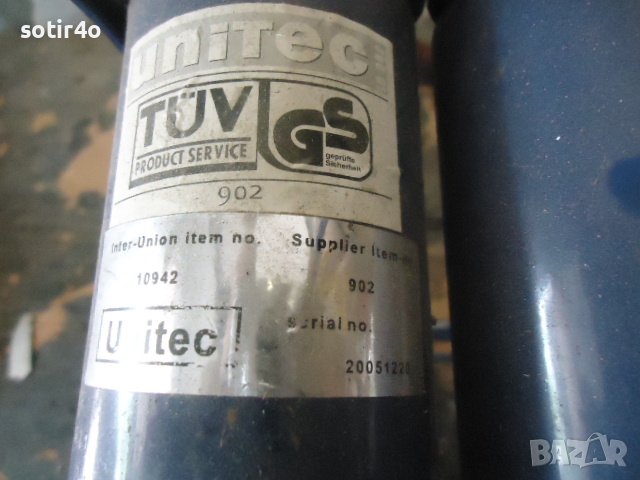 sotir4o
unitec
TÜV
PRODUCT SERVICE
GS
geprüfte
Sicherheit
902
Inter-Union item no. Supplier Item-
10942 902
Unitec
serial no.
BAZAR